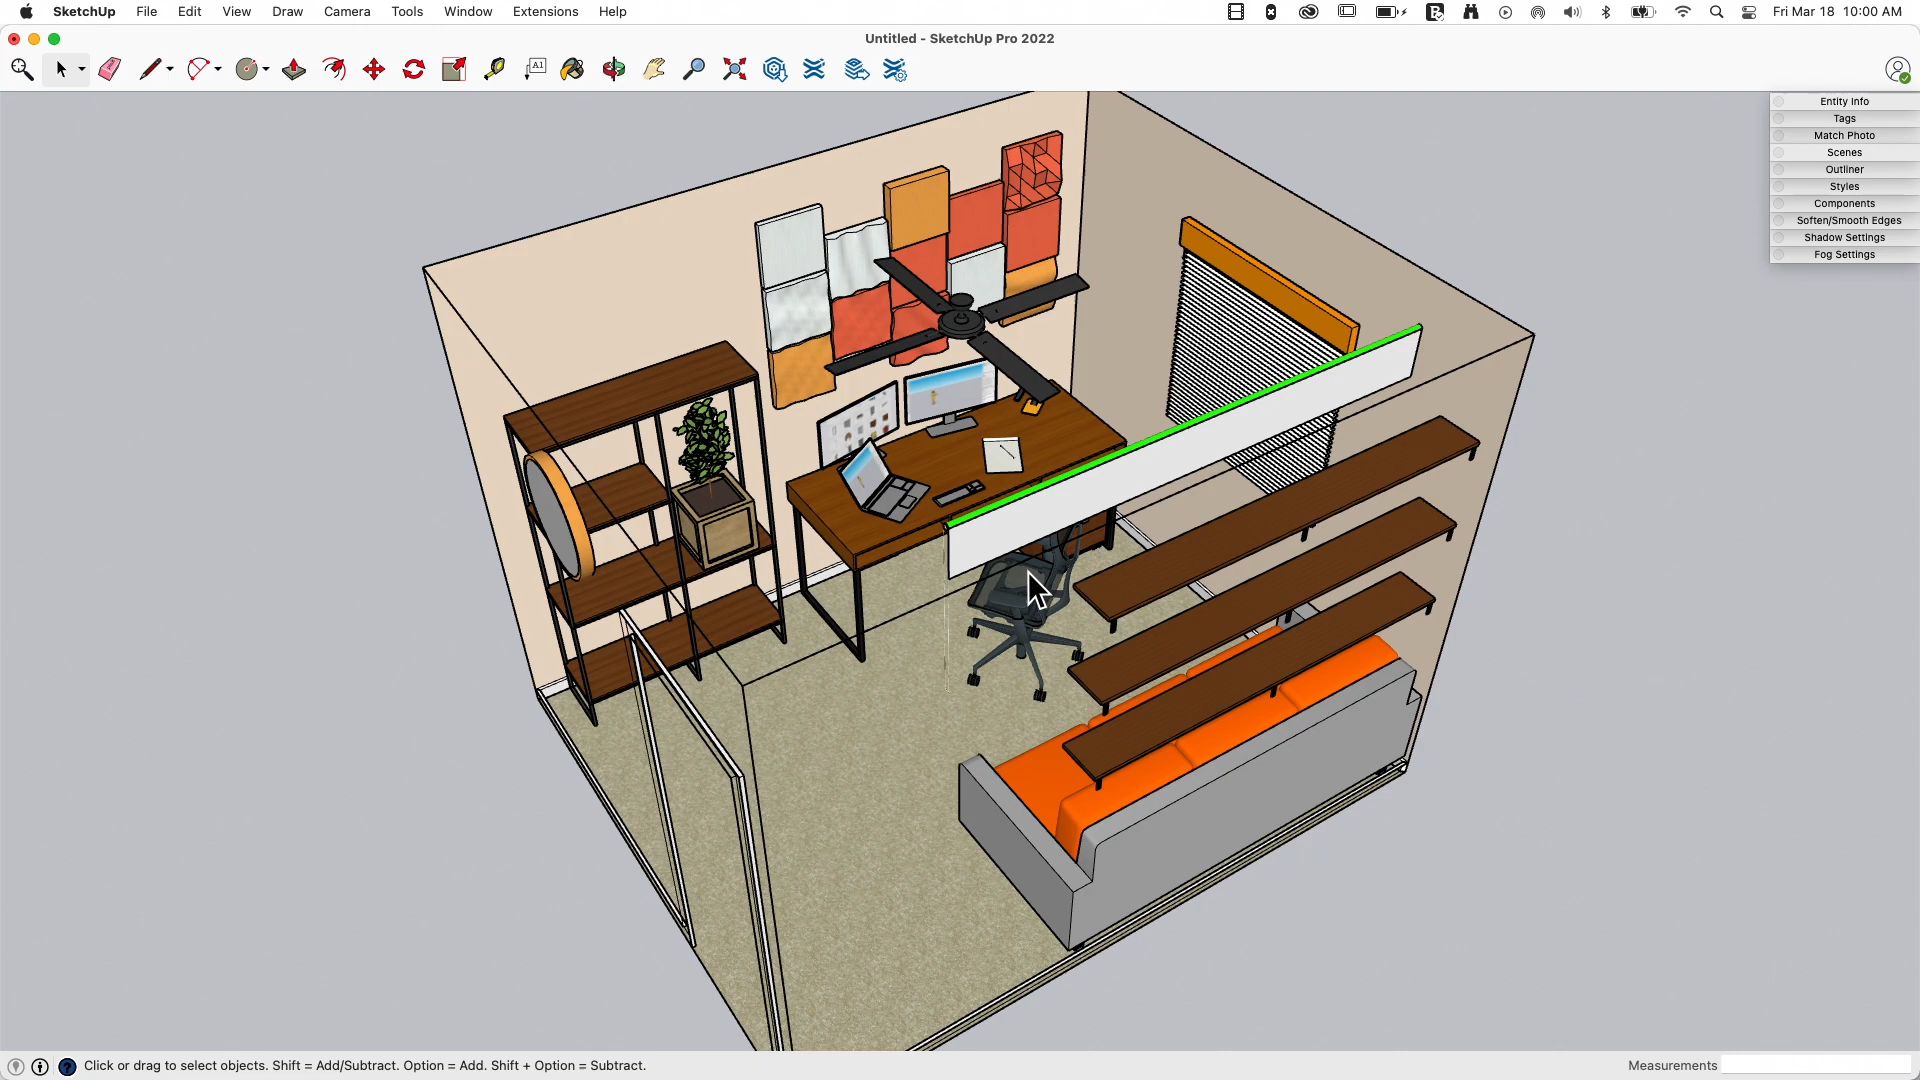 SketchUp File Edit View Draw Camera Tools Window Extensions Help Fri Mar 18 10:00 AM
Untitled - SketchUp Pro 2022
A1
Entity Info
Tags
Match Photo
Scenes
Outliner
Styles
Components
Soften/Smooth Edges
Shadow Settings
Fog Settings
Click or drag to select objects. Shift = Add/Subtract. Option = Add. Shift + Option = Subtract. Measurements